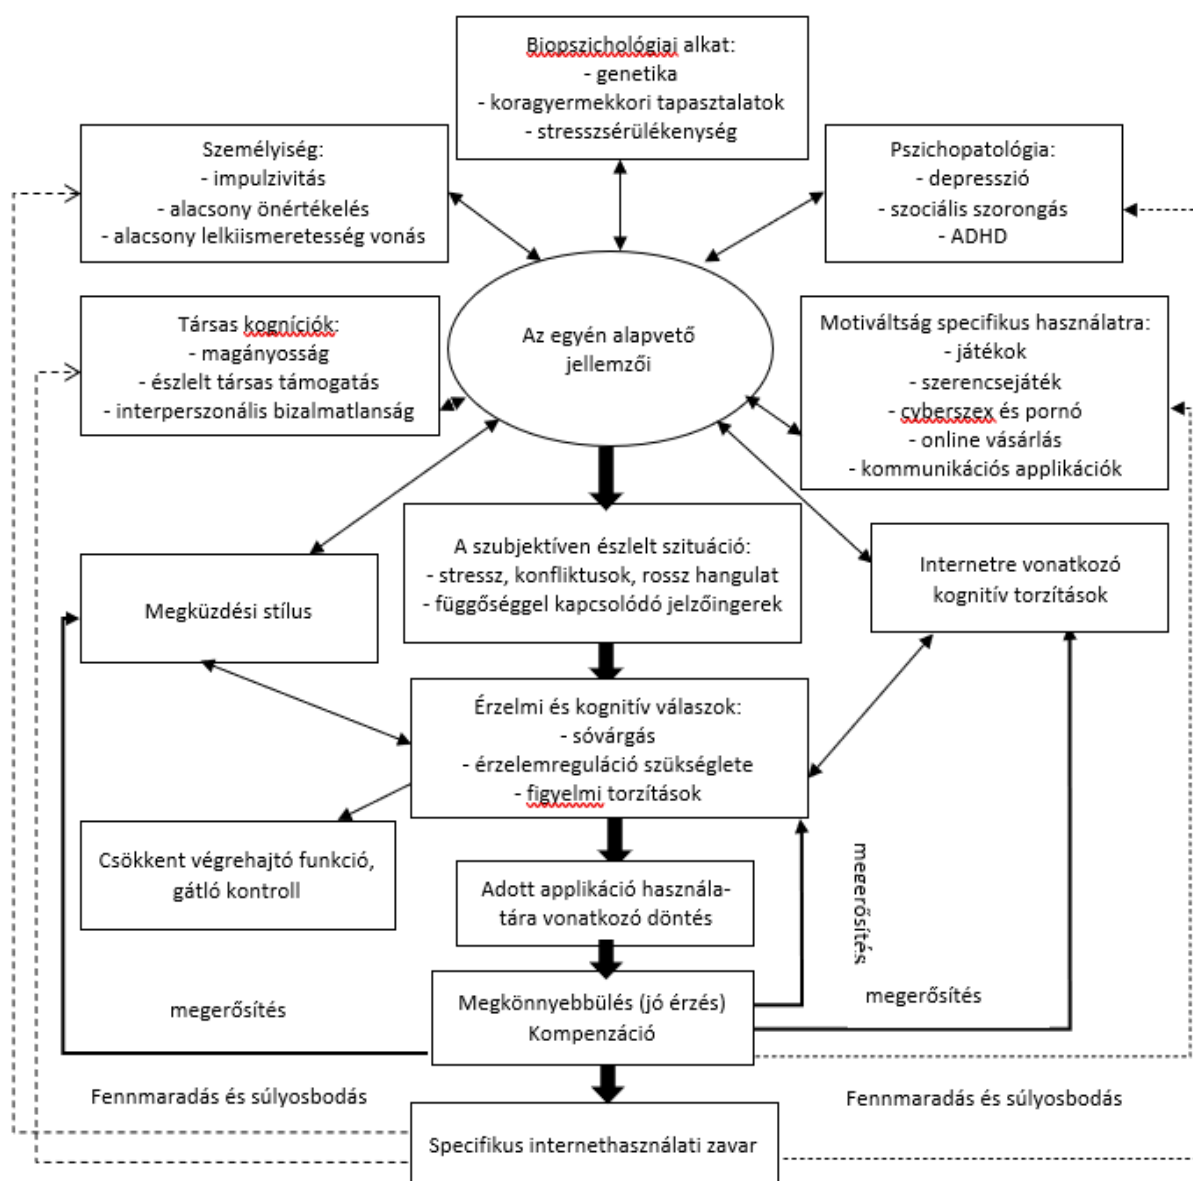 Biopszichológiai alkat:
- genetika
- koragyermekkori tapasztalatok
- stresszsérülékenység
Személyiség:
- impulzivitás
- alacsony önértékelés
- alacsony lelkiismeretesség vonás
Pszichopatológia:
- depresszió
- szociális szorongás
- ADHD
Társas kogníciók:
- magányosság
- észlelt társas támogatás
- interperszonális bizalmatlanság
Az egyén alapvető
jellemzői
Motiváltság specifikus használatra:
- játékok
- szerencsejáték
- cyberszex és pornó
- online vásárlás
- kommunikációs applikációk
Megküzdési stílus
A szubjektíven észlelt szituáció:
- stressz, konfliktusok, rossz hangulat
- függőséggel kapcsolódó jelzőingerek
Internetre vonatkozó
kognitív torzítások
Érzelmi és kognitív válaszok:
- sóvárgás
- érzelemreguláció szükséglete
- figyelmi torzítások
Csökkent végrehajtó funkció,
gátló kontroll
Adott applikáció használa-
tára vonatkozó döntés
megerősítés
Megkönnyebbülés (jó érzés)
Kompenzáció
megerősítés
megerősítés
Fennmaradás és súlyosbodás
Fennmaradás és súlyosbodás
Specifikus internethasználati zavar